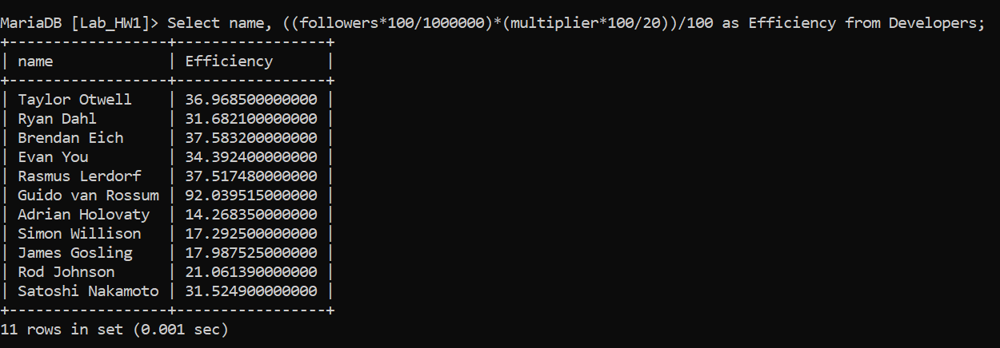 MariaDB [Lab_HW1]> Select name, ((followers*100/1000000)*(multiplier*100/20))/100 as Efficiency from Developers;
+------------------+-----------------+
| name             | Efficiency      |
+------------------+-----------------+
| Taylor Otwell    | 36.968500000000 |
| Ryan Dahl        | 31.682100000000 |
| Brendan Eich     | 37.583200000000 |
| Evan You         | 34.392400000000 |
| Rasmus Lerdorf   | 37.517480000000 |
| Guido van Rossum | 92.039515000000 |
| Adrian Holovaty  | 14.268350000000 |
| Simon Willison   | 17.292500000000 |
| James Gosling    | 17.987525000000 |
| Rod Johnson      | 21.061390000000 |
| Satoshi Nakamoto | 31.524900000000 |
+------------------+-----------------+
11 rows in set (0.001 sec)